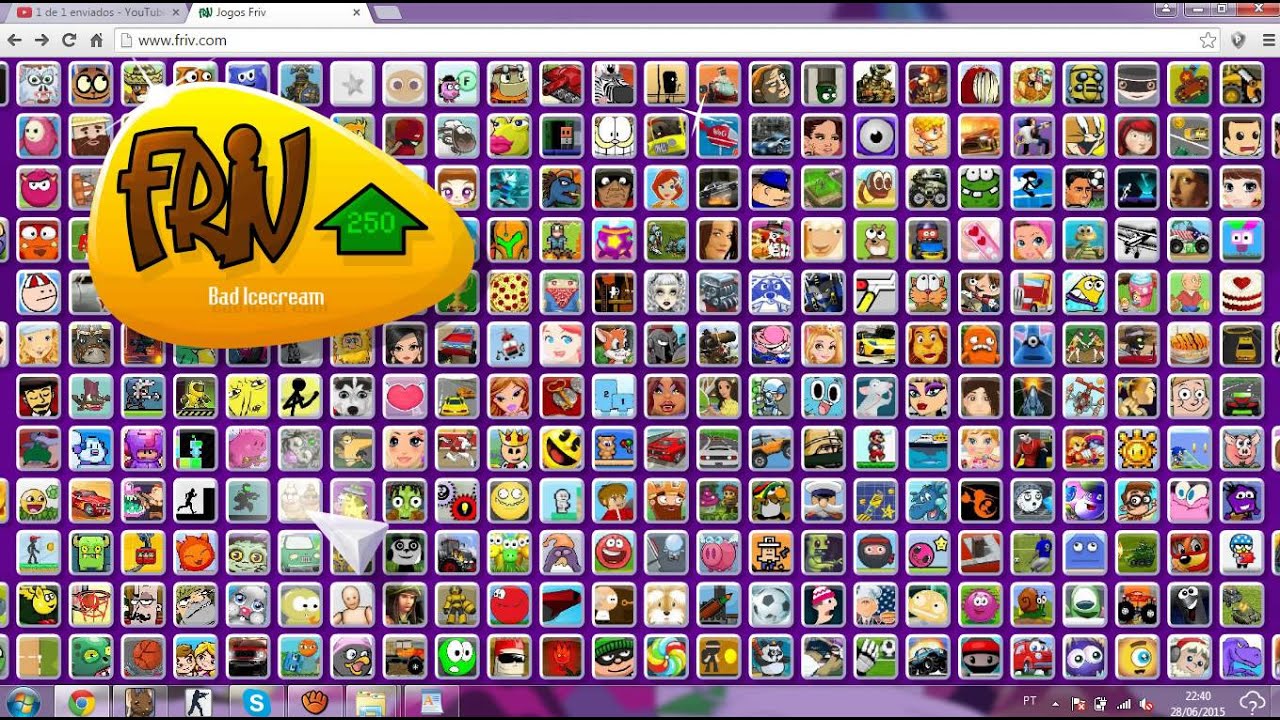 1 de 1 enviados - YouTube
Jogos Friv
www.friv.com
FRIV
250
Bad Icecream
PT
22:40
28/06/2015